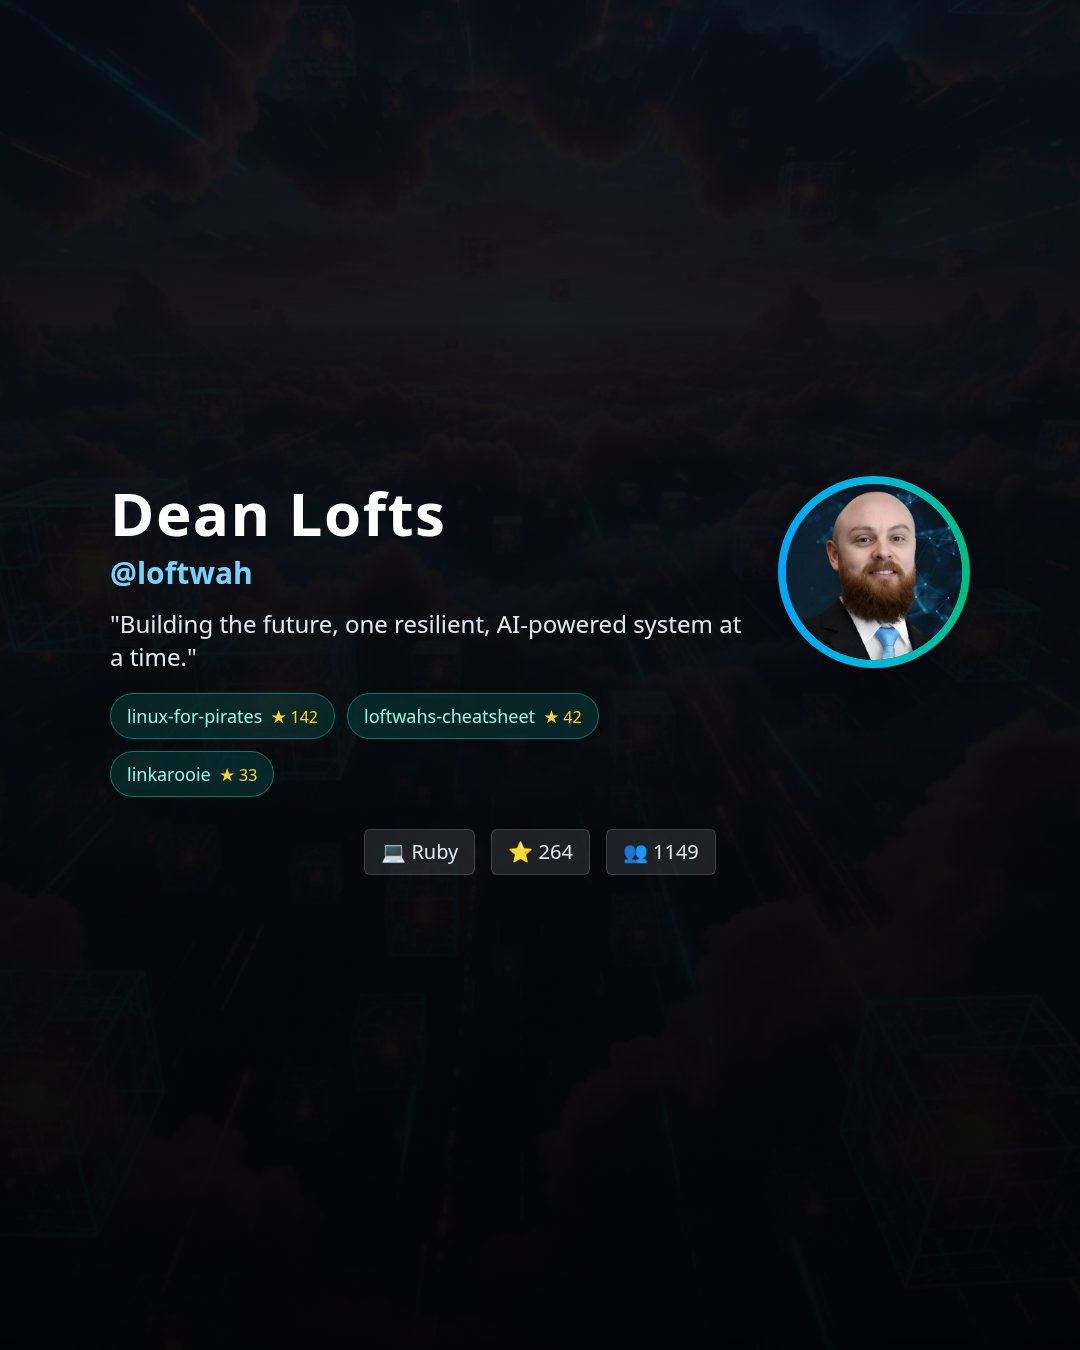 Dean Lofts
@loftwah
"Building the future, one resilient, AI-powered system at
a time."
linux-for-pirates ★ 142 loftwahs-cheatsheet ★ 42
linkarooie ★ 33
💻 Ruby ⭐ 264 👥 1149